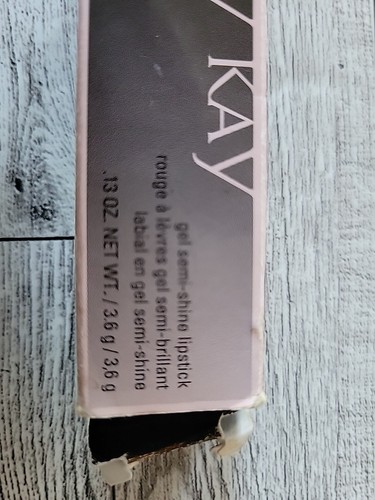 KAY
gel semi-shine lipstick
rouge à lèvres gel semi-brillant
labial en gel semi-shine
.13 OZ. NET WT./3.6 g/3,6 g